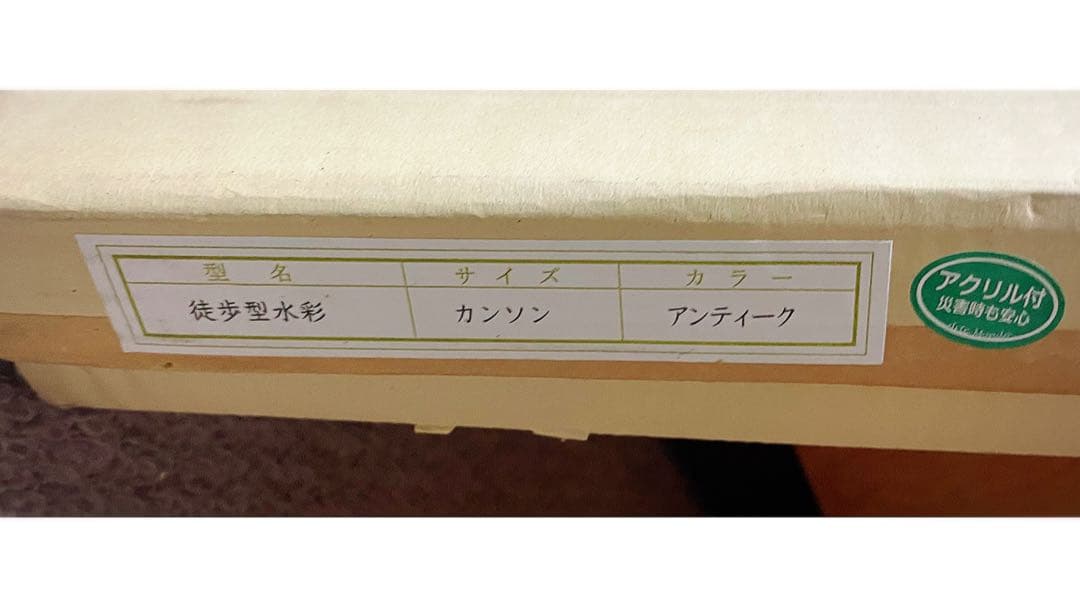 型名 サイズ カラー
徒歩型水彩 カンソン アンティーク
アクリル付
災害時も安心